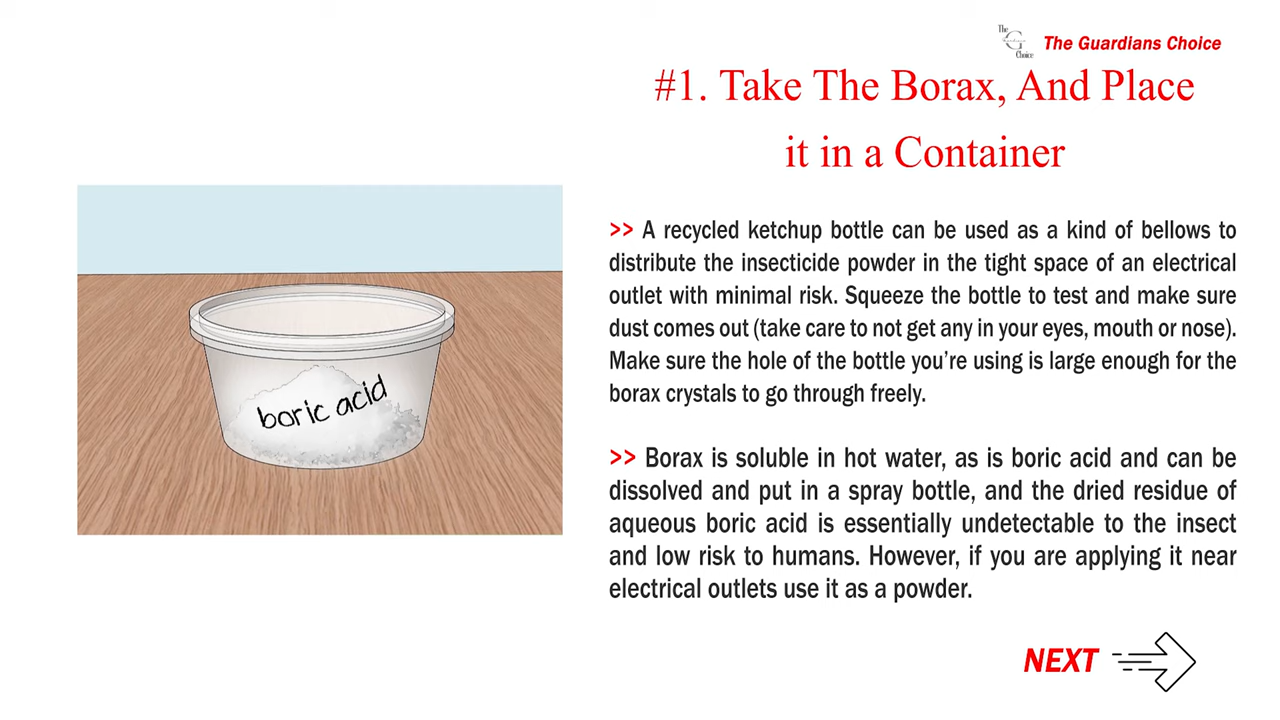 The
G
Choice
The Guardians Choice
#1. Take The Borax, And Place
it in a Container
>> A recycled ketchup bottle can be used as a kind of bellows to
distribute the insecticide powder in the tight space of an electrical
outlet with minimal risk. Squeeze the bottle to test and make sure
dust comes out (take care to not get any in your eyes, mouth or nose).
Make sure the hole of the bottle you're using is large enough for the
borax crystals to go through freely.
boric acid
>> Borax is soluble in hot water, as is boric acid and can be
dissolved and put in a spray bottle, and the dried residue of
aqueous boric acid is essentially undetectable to the insect
and low risk to humans. However, if you are applying it near
electrical outlets use it as a powder.
NEXT